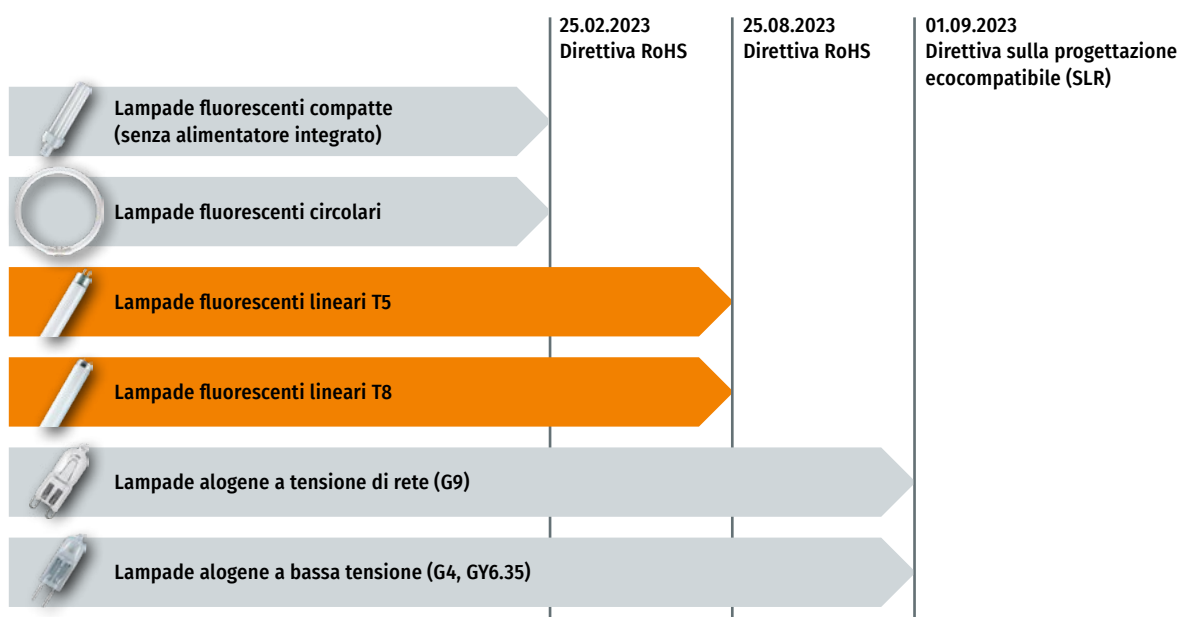 25.02.2023
Direttiva RoHS
25.08.2023
Direttiva RoHS
01.09.2023
Direttiva sulla progettazione
ecocompatibile (SLR)
Lampade fluorescenti compatte
(senza alimentatore integrato)
Lampade fluorescenti circolari
Lampade fluorescenti lineari T5
Lampade fluorescenti lineari T8
Lampade alogene a tensione di rete (G9)
Lampade alogene a bassa tensione (G4, GY6.35)